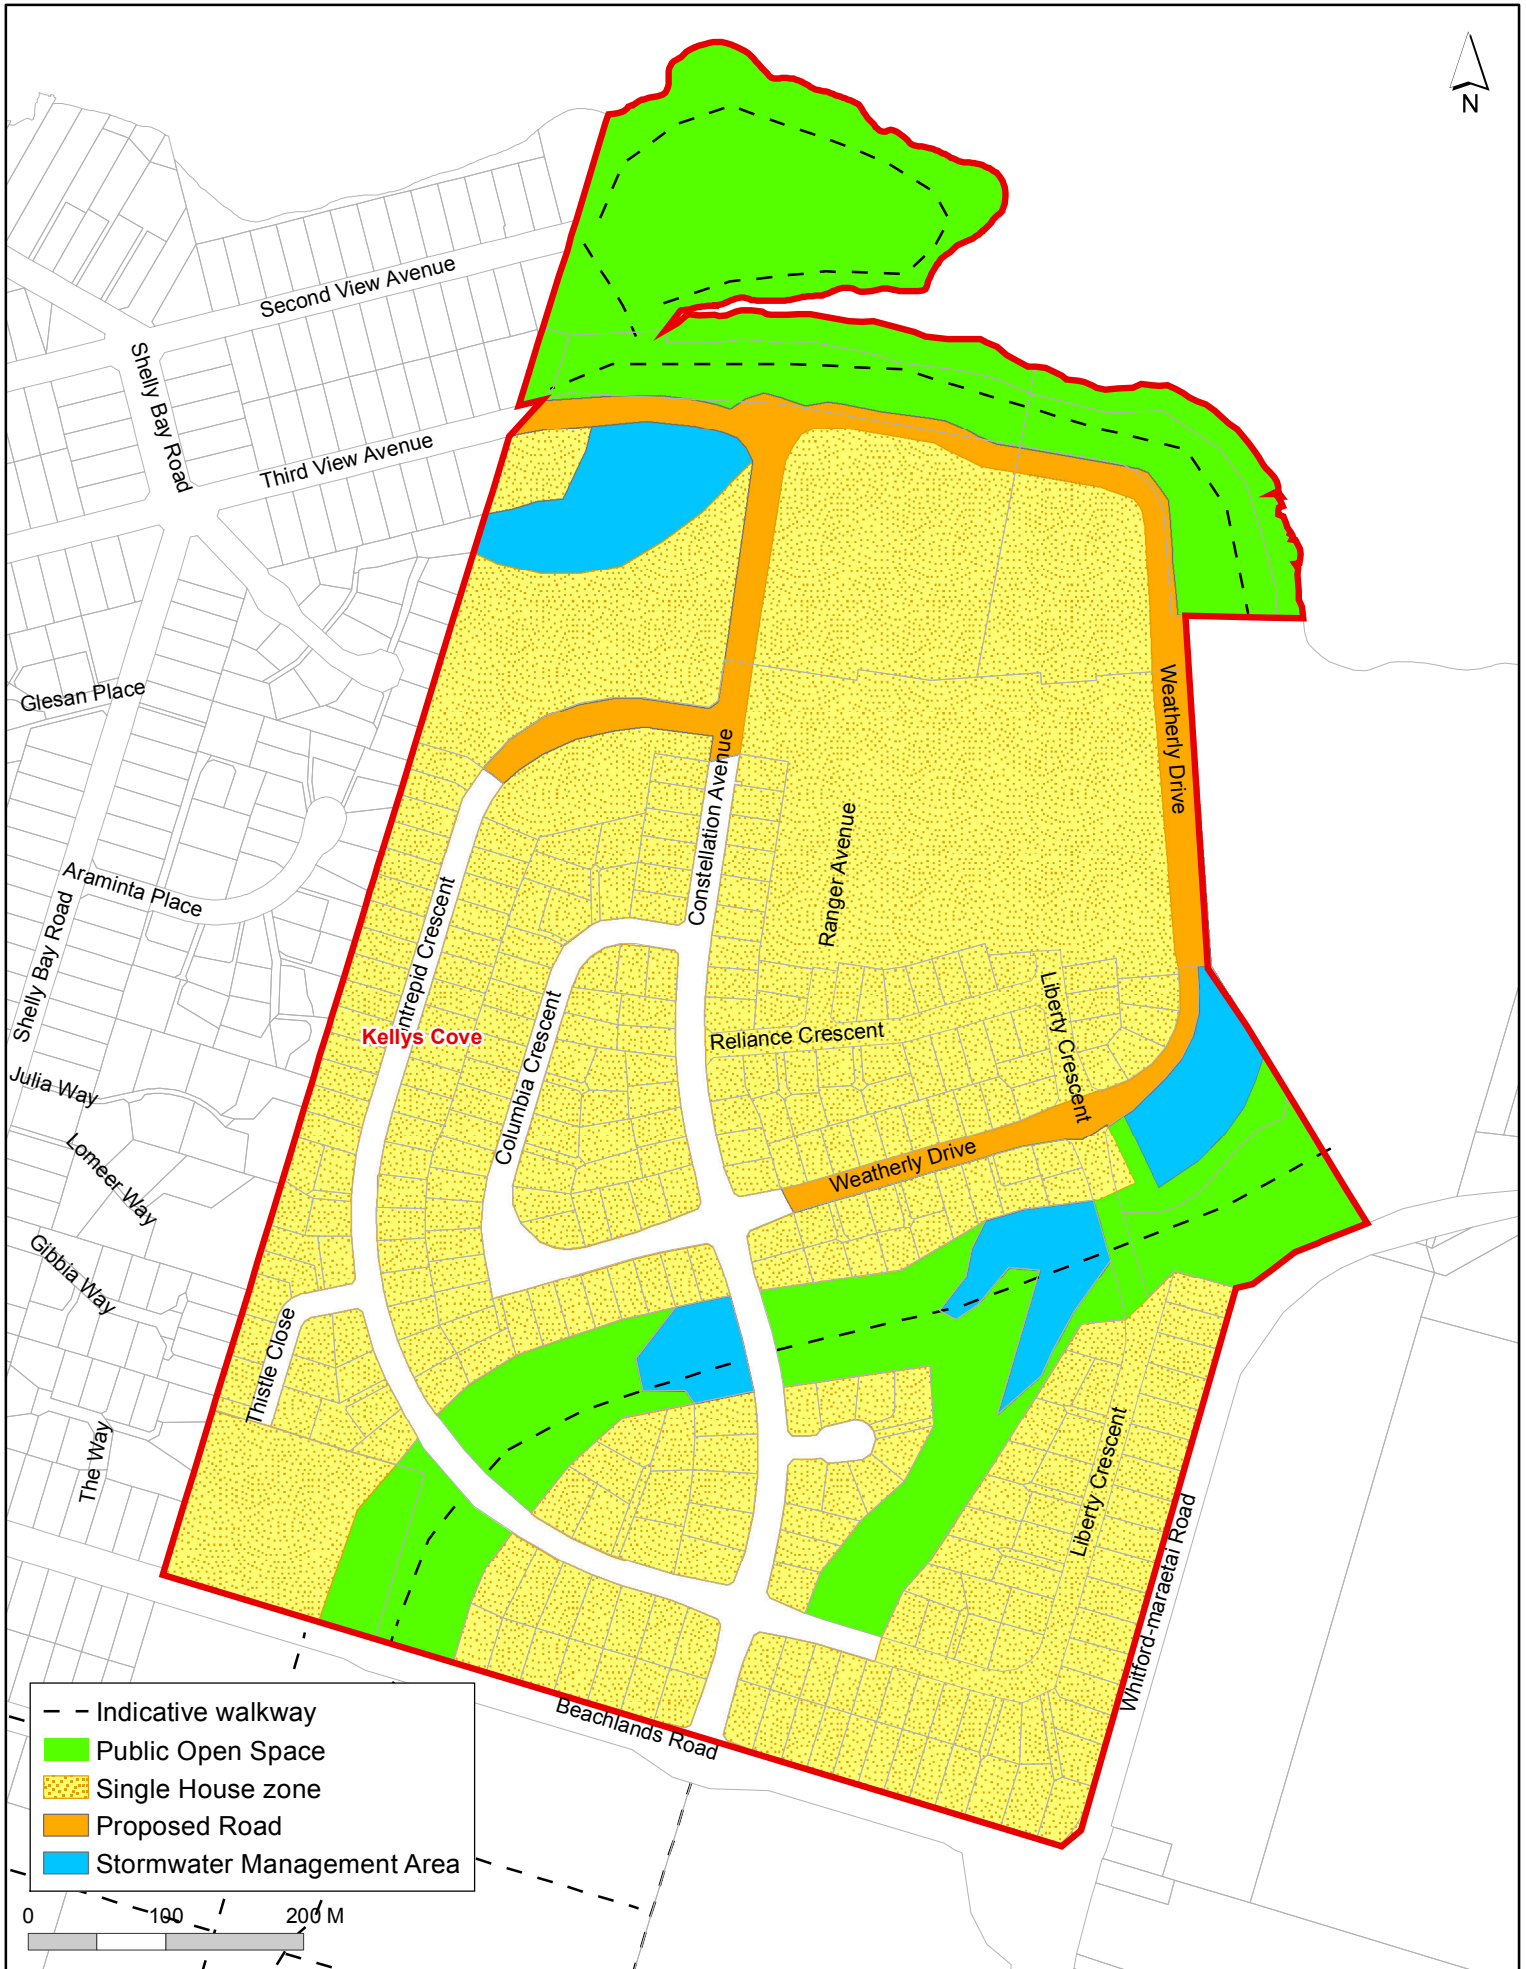 N
Second View Avenue
Shelly Bay Road
Third View Avenue
Glesan Place
Weatherly Drive
Constellation Avenue
Ranger Avenue
Araminta Place
Intrepid Crescent
Shelly Bay Road
Liberty Crescent
Columbia Crescent
Reliance Crescent
Kellys Cove
Julia Way
Lomeer Way
Weatherly Drive
Gibbia Way
Thistle Close
The Way
Liberty Crescent
Whitford-maraetai Road
Beachlands Road
Indicative walkway
Public Open Space
Single House zone
Proposed Road
Stormwater Management Area
0 100 200 M